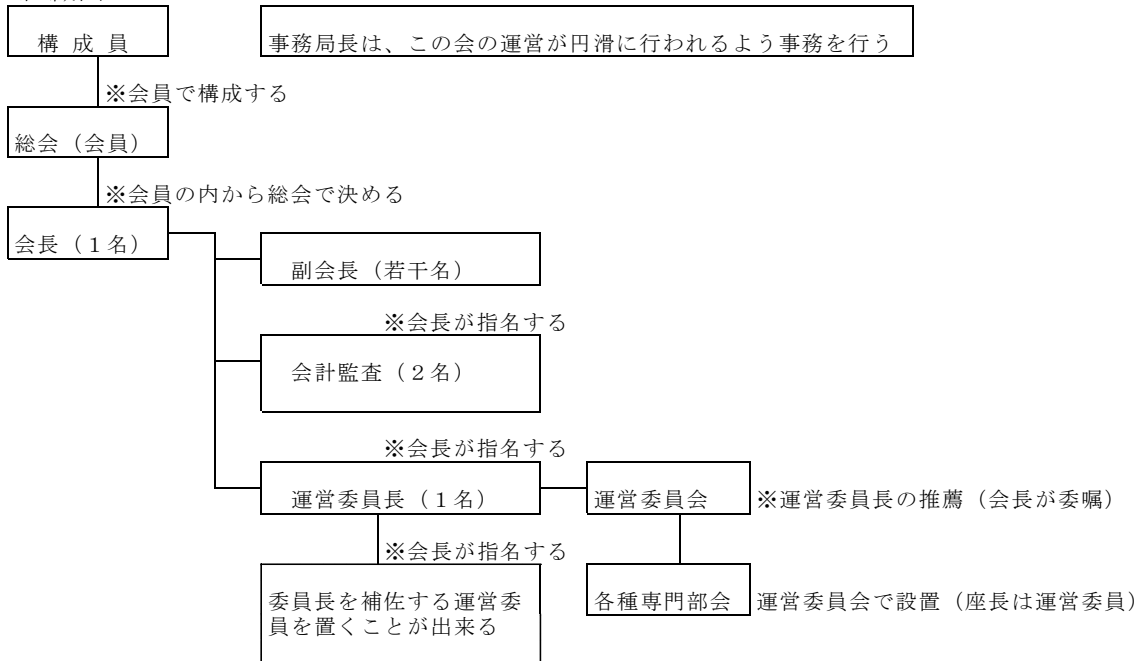 構 成 員
事務局長は、この会の運営が円滑に行われるよう事務を行う
※会員で構成する
総会（会員）
※会員の内から総会で決める
会長（１名）
副会長（若干名）
※会長が指名する
会計監査（２名）
※会長が指名する
運営委員長（１名）
運営委員会
※運営委員長の推薦（会長が委嘱）
※会長が指名する
委員長を補佐する運営委
員を置くことが出来る
各種専門部会
運営委員会で設置（座長は運営委員）